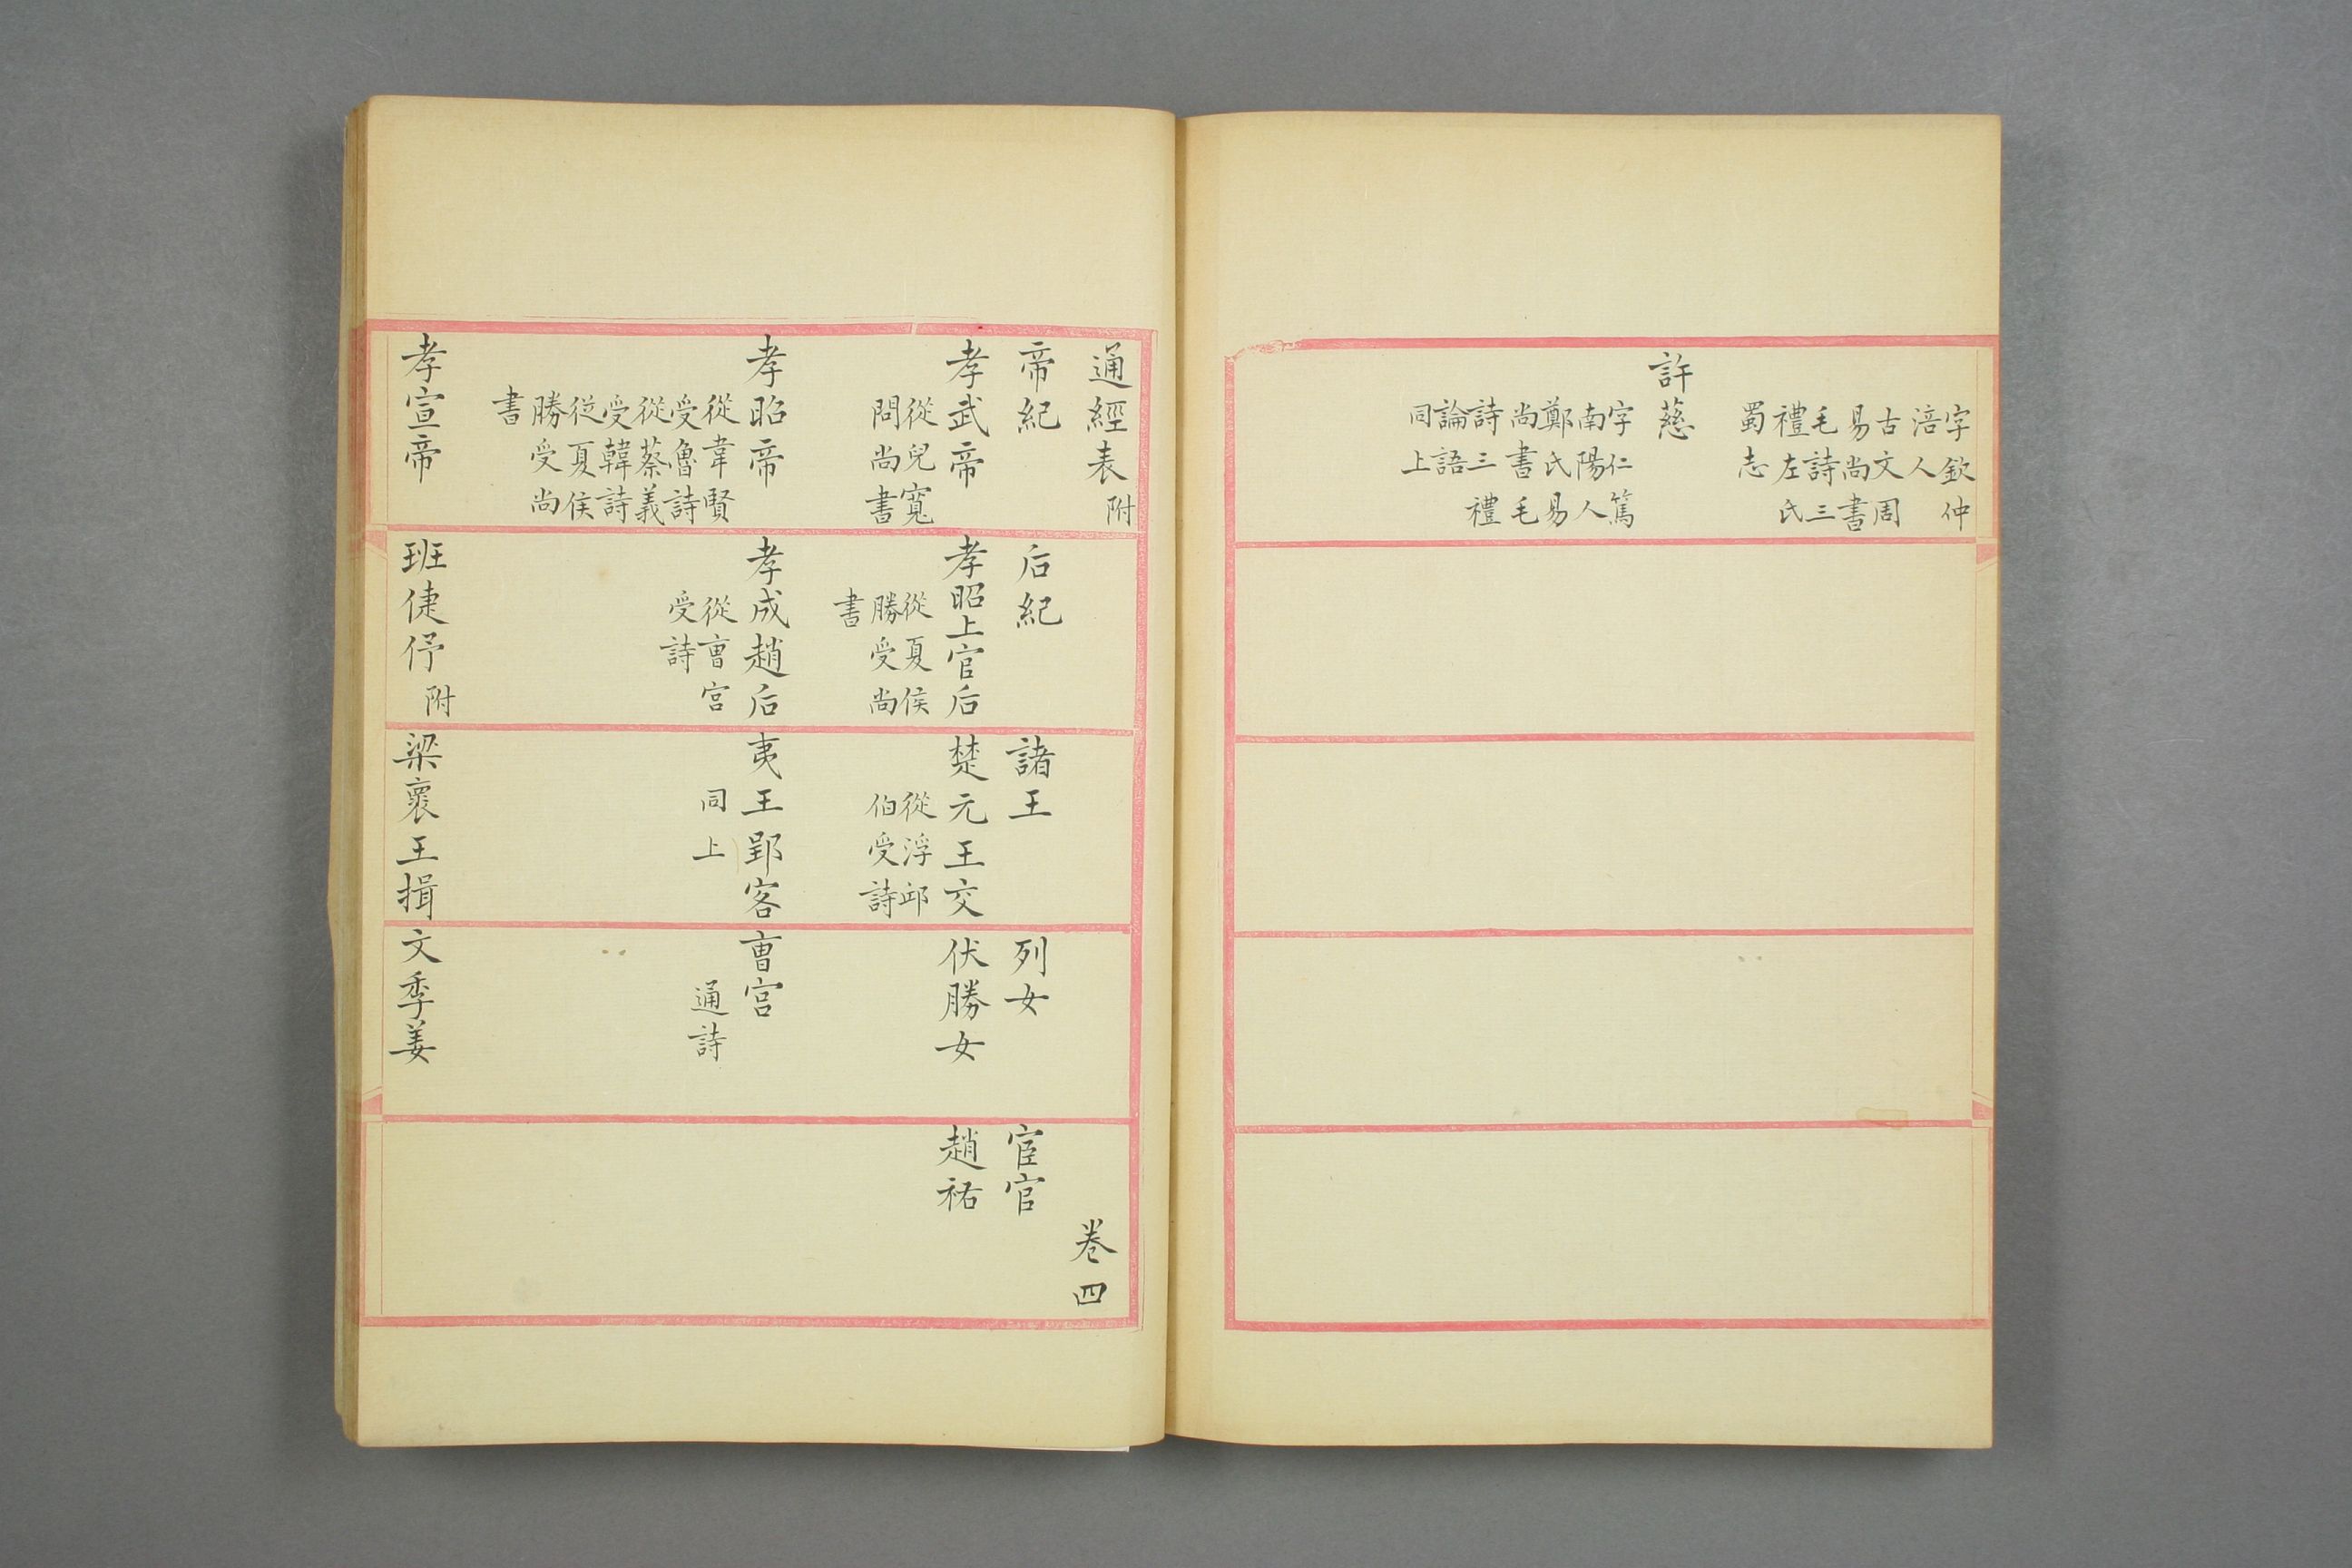 字欽仲
涪人
古文周
易尚書
毛詩三
禮左氏
蜀志
許慈
字仁篤
南陽人
鄭氏易
尚書毛
詩三禮
論語
同上
通經表附
卷四
帝紀
后紀
諸王
列女
宦官
孝武帝
從兒寬
問尚書
孝昭上官后
從夏侯
勝受尚
書
楚元王交
從浮邱
伯受詩
伏勝女
趙祐
孝昭帝
從韋賢
受魯詩
從蔡義
受韓詩
從夏侯
勝受尚
書
孝成趙后
從曹宮
受詩
夷王郢客
同上
曹宮
通詩
孝宣帝
班倢伃附
梁褱王揖
文季姜